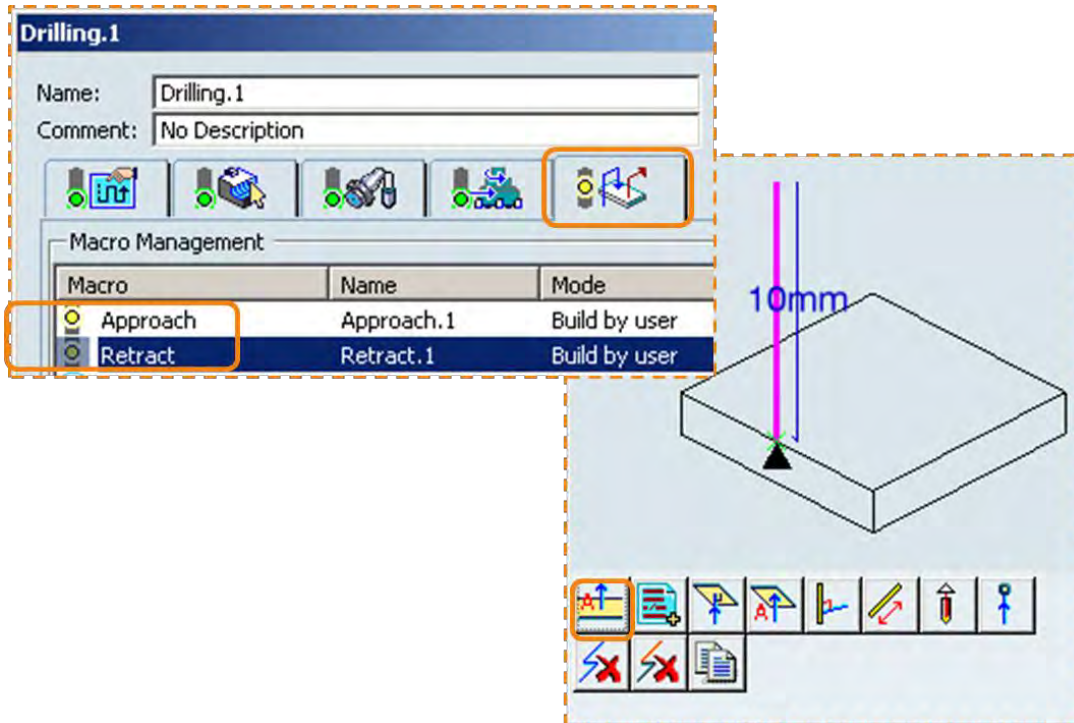 Drilling.1
Name: Drilling.1
Comment: No Description
Macro Management
Macro Name Mode
Approach Approach.1 Build by user
Retract Retract.1 Build by user
10mm
A
A